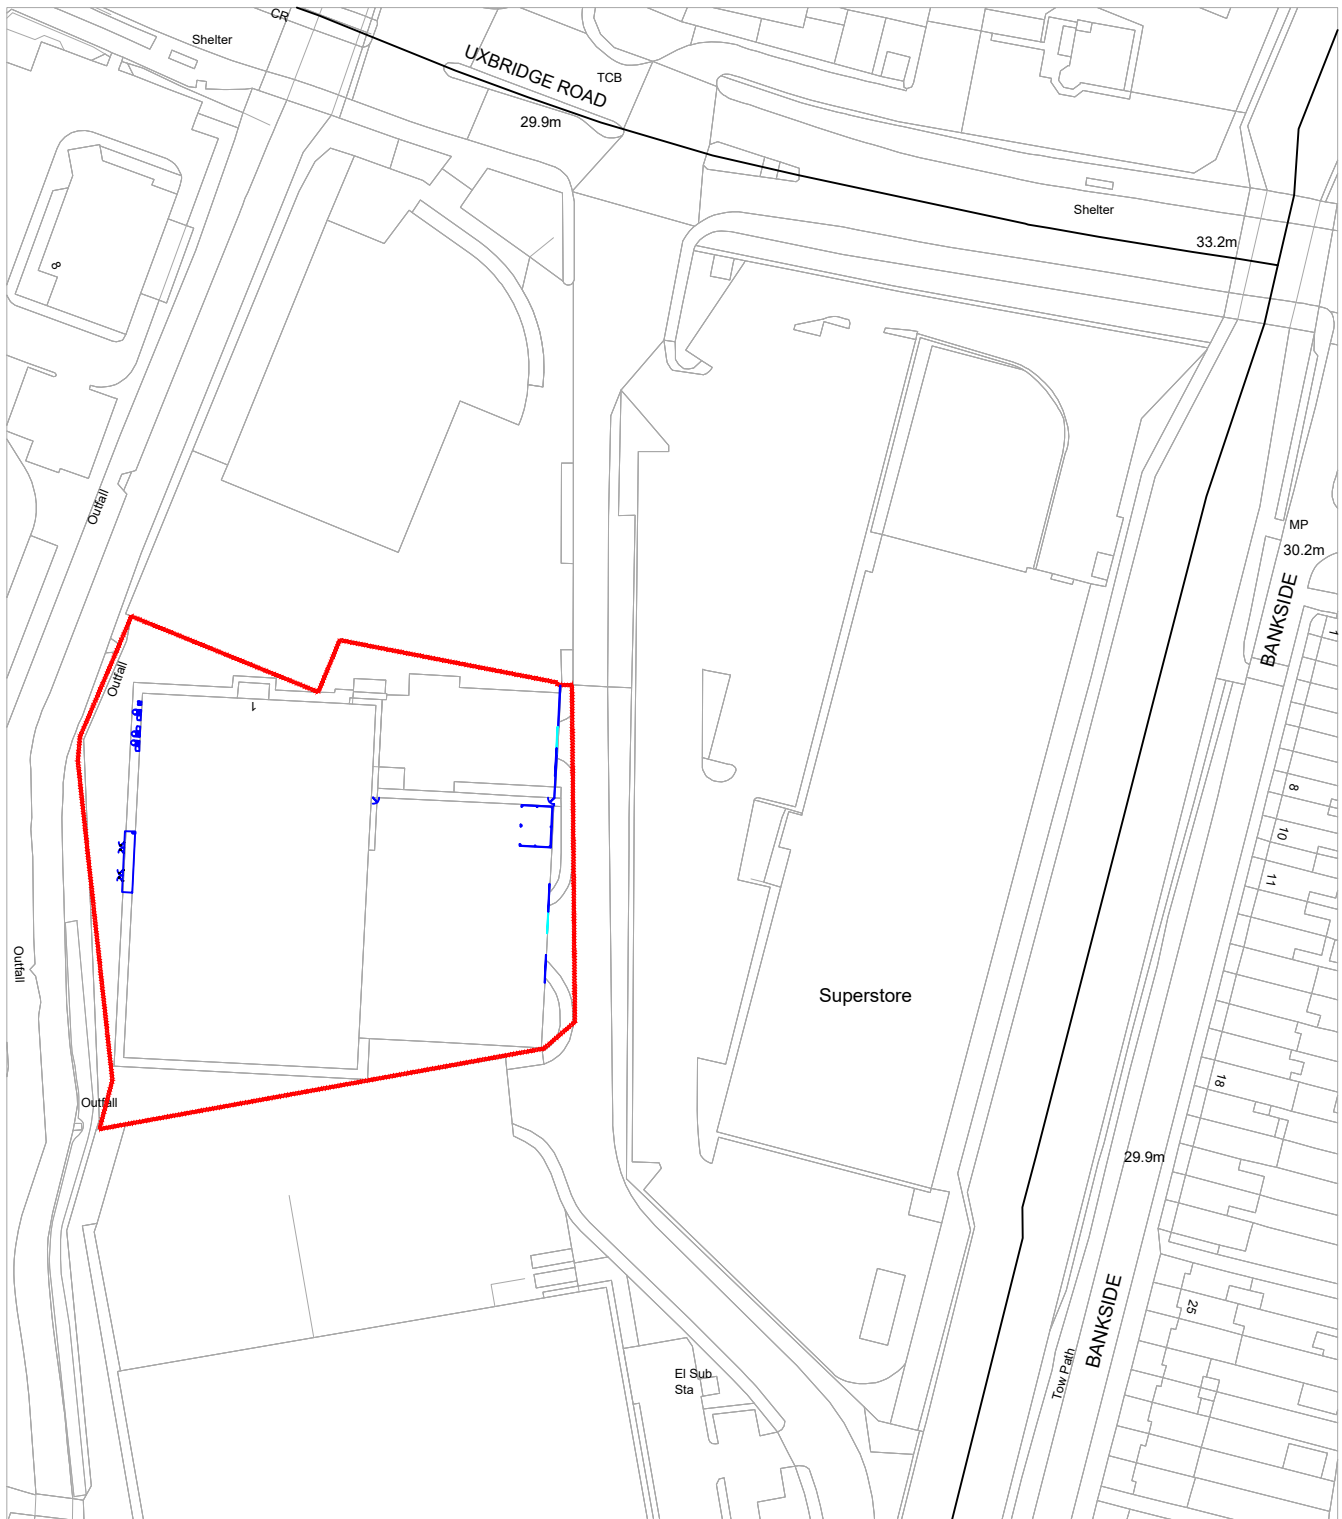 CR
Shelter
UXBRIDGE ROAD
TCB
29.9m
Shelter
33.2m
8
Outfall
MP
30.2m
BANKSIDE
1
Outfall
1
8
10
11
Outfall
Superstore
18
Outfall
29.9m
25
BANKSIDE
Tow Path
El Sub
Sta